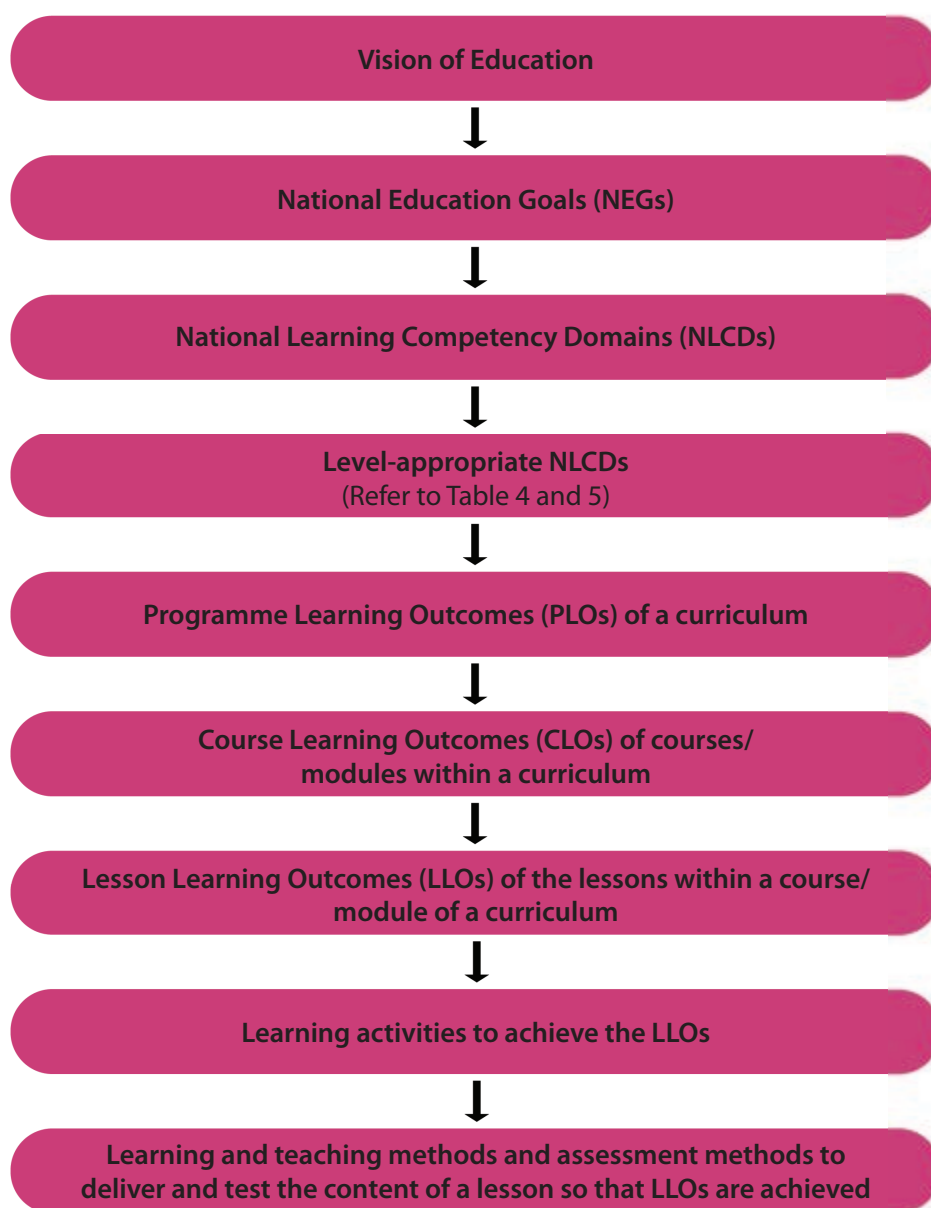 Vision of Education
National Education Goals (NEGs)
National Learning Competency Domains (NLCDs)
Level-appropriate NLCDs
(Refer to Table 4 and 5)
Programme Learning Outcomes (PLOs) of a curriculum
Course Learning Outcomes (CLOs) of courses/
modules within a curriculum
Lesson Learning Outcomes (LLOs) of the lessons within a course/
module of a curriculum
Learning activities to achieve the LLOs
Learning and teaching methods and assessment methods to
deliver and test the content of a lesson so that LLOs are achieved